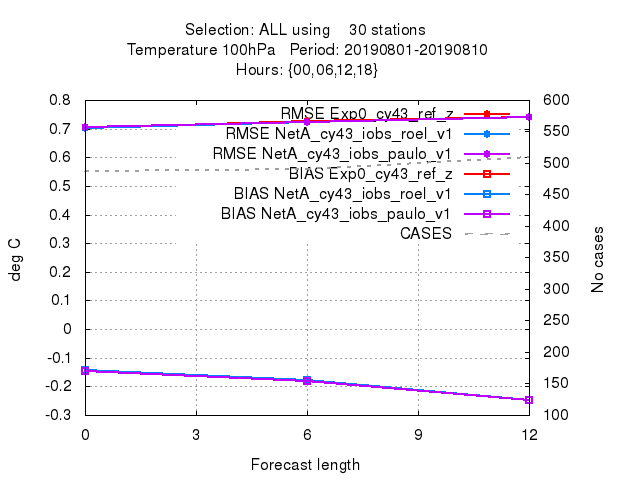 Selection: ALL using 30 stations
Temperature 100hPa Period: 20190801-20190810
Hours: {00,06,12,18}
0.8
0.7
0.6
0.5
0.4
0.3
0.2
0.1
0
-0.1
-0.2
-0.3
deg C
RMSE Exp0_cy43_ref_z
RMSE NetA_cy43_iobs_roel_v1
RMSE NetA_cy43_iobs_paulo_v1
BIAS Exp0_cy43_ref_z
BIAS NetA_cy43_iobs_roel_v1
BIAS NetA_cy43_iobs_paulo_v1
CASES
600
550
500
450
400
350
300
250
200
150
100
No cases
0 3 6 9 12
Forecast length